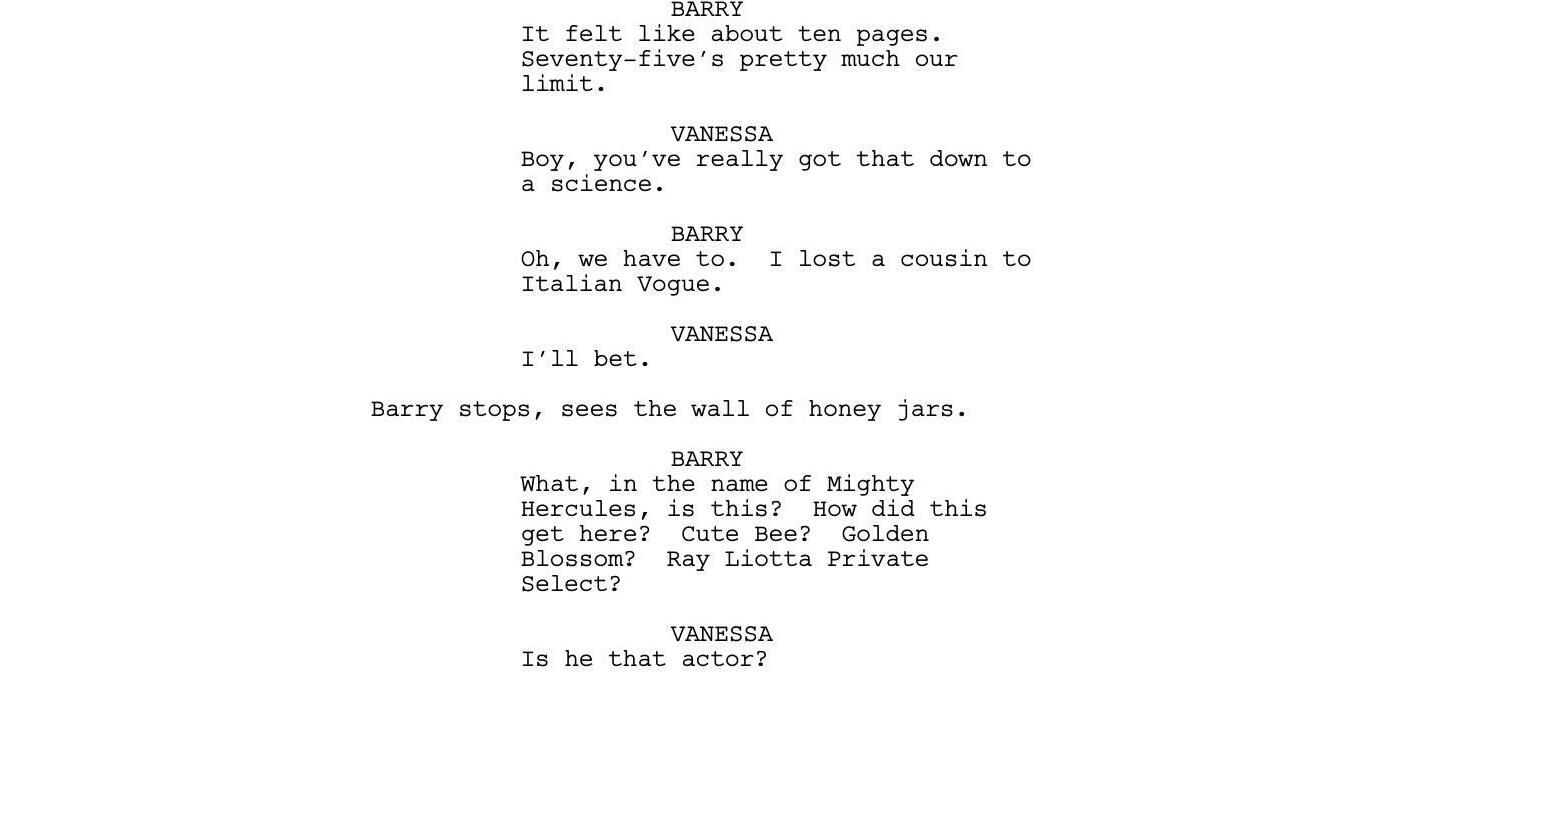 BARRY
It felt like about ten pages.
Seventy-five's pretty much our
limit.
VANESSA
Boy, you've really got that down to
a science.
BARRY
Oh, we have to.  I lost a cousin to
Italian Vogue.
VANESSA
I'll bet.
Barry stops, sees the wall of honey jars.
BARRY
What, in the name of Mighty
Hercules, is this?  How did this
get here?  Cute Bee?  Golden
Blossom?  Ray Liotta Private
Select?
VANESSA
Is he that actor?